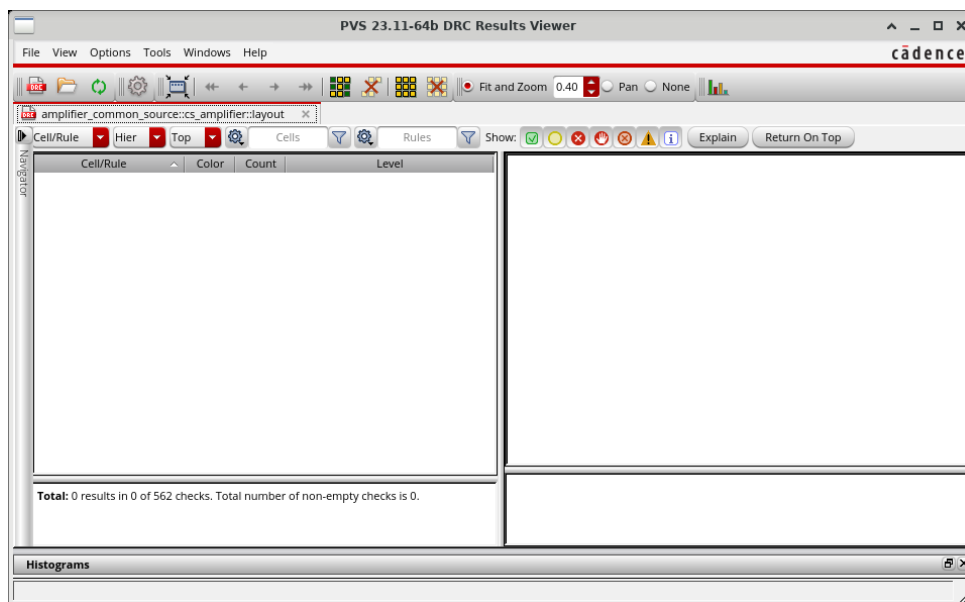 PVS 23.11-64b DRC Results Viewer
File View Options Tools Windows Help
cādence
DRC Fit and Zoom 0.40 Pan None
DRC amplifier_common_source::cs_amplifier::layout
Cell/Rule Hier Top Cells Rules Show: Explain Return On Top
Navigator
Cell/Rule Color Count Level
Total: 0 results in 0 of 562 checks. Total number of non-empty checks is 0.
Histograms